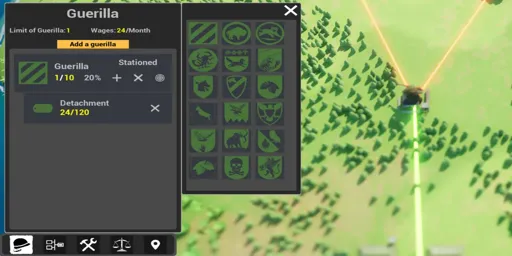 Guerilla
Limit of Guerilla:1 Wages:24/Month
Add a guerilla
Guerilla Stationed
1/10 20%
Detachment
24/120